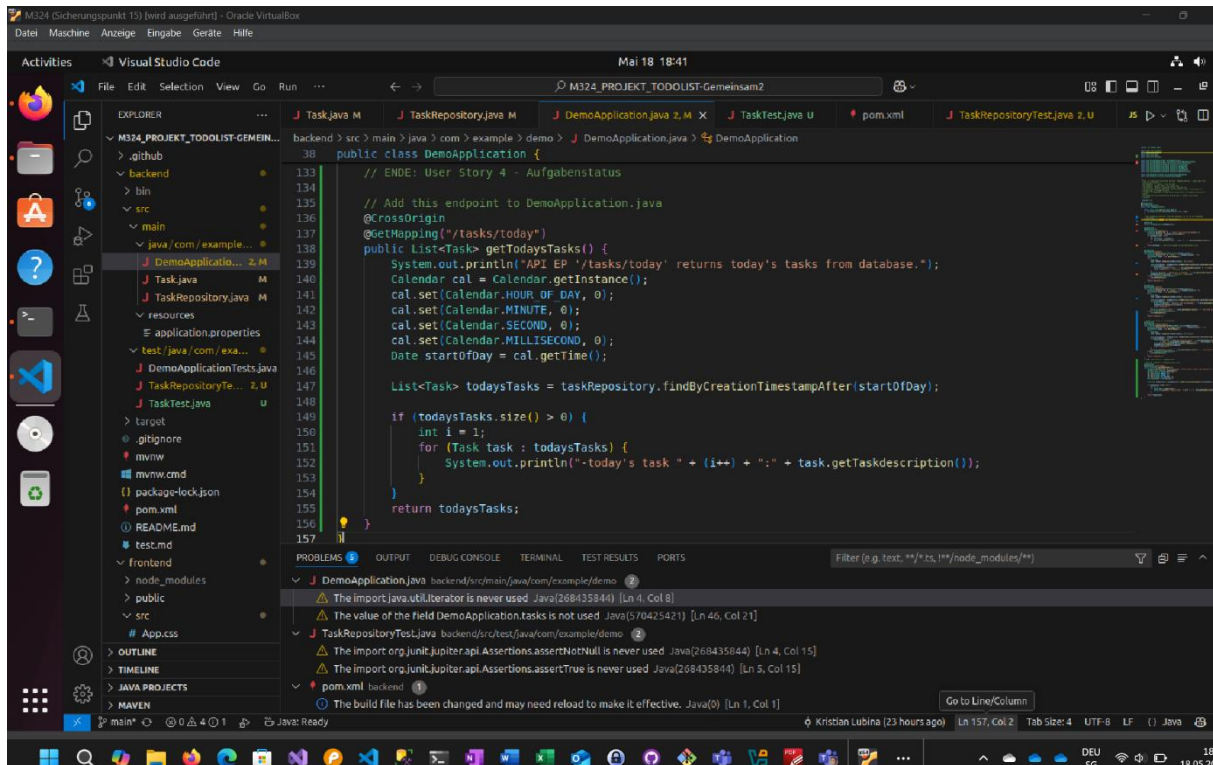 M324 (Sicherungspunkt 15) [wird ausgeführt] - Oracle VirtualBox
Datei Maschine Anzeige Eingabe Geräte Hilfe
Activities Visual Studio Code Mai 18 18:41
File Edit Selection View Go Run ··· M324_PROJEKT_TODOLIST-Gemeinsam2
EXPLORER ···
J Task.java M J TaskRepository.java M J DemoApplication.java 2, M X J TaskTest.java U pom.xml J TaskRepositoryTest.java 2, U
M324_PROJEKT_TODOLIST-GEMEIN...
> .github
backend
> bin
src
main
java/com/example...
J DemoApplicatio... 2, M
J Task.java M
J TaskRepository.java M
resources
application.properties
test/java/com/exa...
J DemoApplicationTests.java
J TaskRepositoryTe... 2, U
J TaskTest.java U
> target
.gitignore
mvnw
mvnw.cmd
{} package-lock.json
pom.xml
README.md
test.md
frontend
> node_modules
> public
src
# App.css
> OUTLINE
> TIMELINE
> JAVA PROJECTS
> MAVEN
backend > src > main > java > com > example > demo > J DemoApplication.java > DemoApplication
38 public class DemoApplication {
133 // ENDE: User Story 4 - Aufgabenstatus
134
135 // Add this endpoint to DemoApplication.java
136 @CrossOrigin
137 @GetMapping("/tasks/today")
138 public List<Task> getTodaysTasks() {
139 System.out.println("API EP '/tasks/today' returns today's tasks from database.");
140 Calendar cal = Calendar.getInstance();
141 cal.set(Calendar.HOUR_OF_DAY, 0);
142 cal.set(Calendar.MINUTE, 0);
143 cal.set(Calendar.SECOND, 0);
144 cal.set(Calendar.MILLISECOND, 0);
145 Date startOfDay = cal.getTime();
146
147 List<Task> todaysTasks = taskRepository.findByCreationTimestampAfter(startOfDay);
148
149 if (todaysTasks.size() > 0) {
150 int i = 1;
151 for (Task task : todaysTasks) {
152 System.out.println("-today's task " + (i++) + ":" + task.getTaskdescription());
153 }
154 }
155 return todaysTasks;
156 }
157 }
PROBLEMS 5 OUTPUT DEBUG CONSOLE TERMINAL TEST RESULTS PORTS Filter (e.g. text, **/*.ts, !**/node_modules/**)
J DemoApplication.java backend/src/main/java/com/example/demo 2
The import java.util.Iterator is never used Java(268435844) [Ln 4, Col 8]
The value of the field DemoApplication.tasks is not used Java(570425421) [Ln 46, Col 21]
J TaskRepositoryTest.java backend/src/test/java/com/example/demo 2
The import org.junit.jupiter.api.Assertions.assertNotNull is never used Java(268435844) [Ln 4, Col 15]
The import org.junit.jupiter.api.Assertions.assertTrue is never used Java(268435844) [Ln 5, Col 15]
pom.xml backend 1
The build file has been changed and may need reload to make it effective. Java(0) [Ln 1, Col 1]
Go to Line/Column
main* 0 4 1 Java: Ready Kristian Lubina (23 hours ago) Ln 157, Col 2 Tab Size: 4 UTF-8 LF {} Java
DEU
SG
18
18.05.20